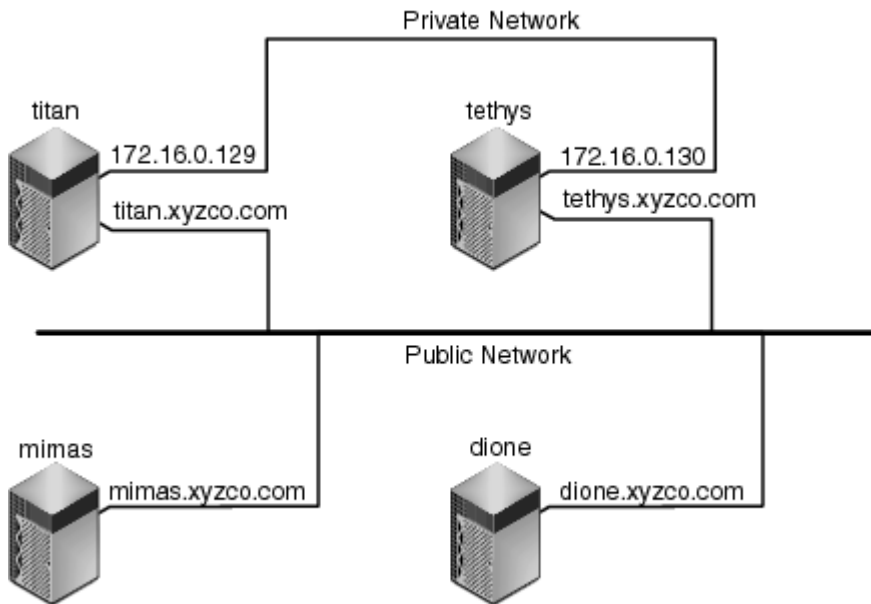 Private Network
titan
tethys
172.16.0.129
172.16.0.130
titan.xyzco.com
tethys.xyzco.com
Public Network
mimas
dione
mimas.xyzco.com
dione.xyzco.com